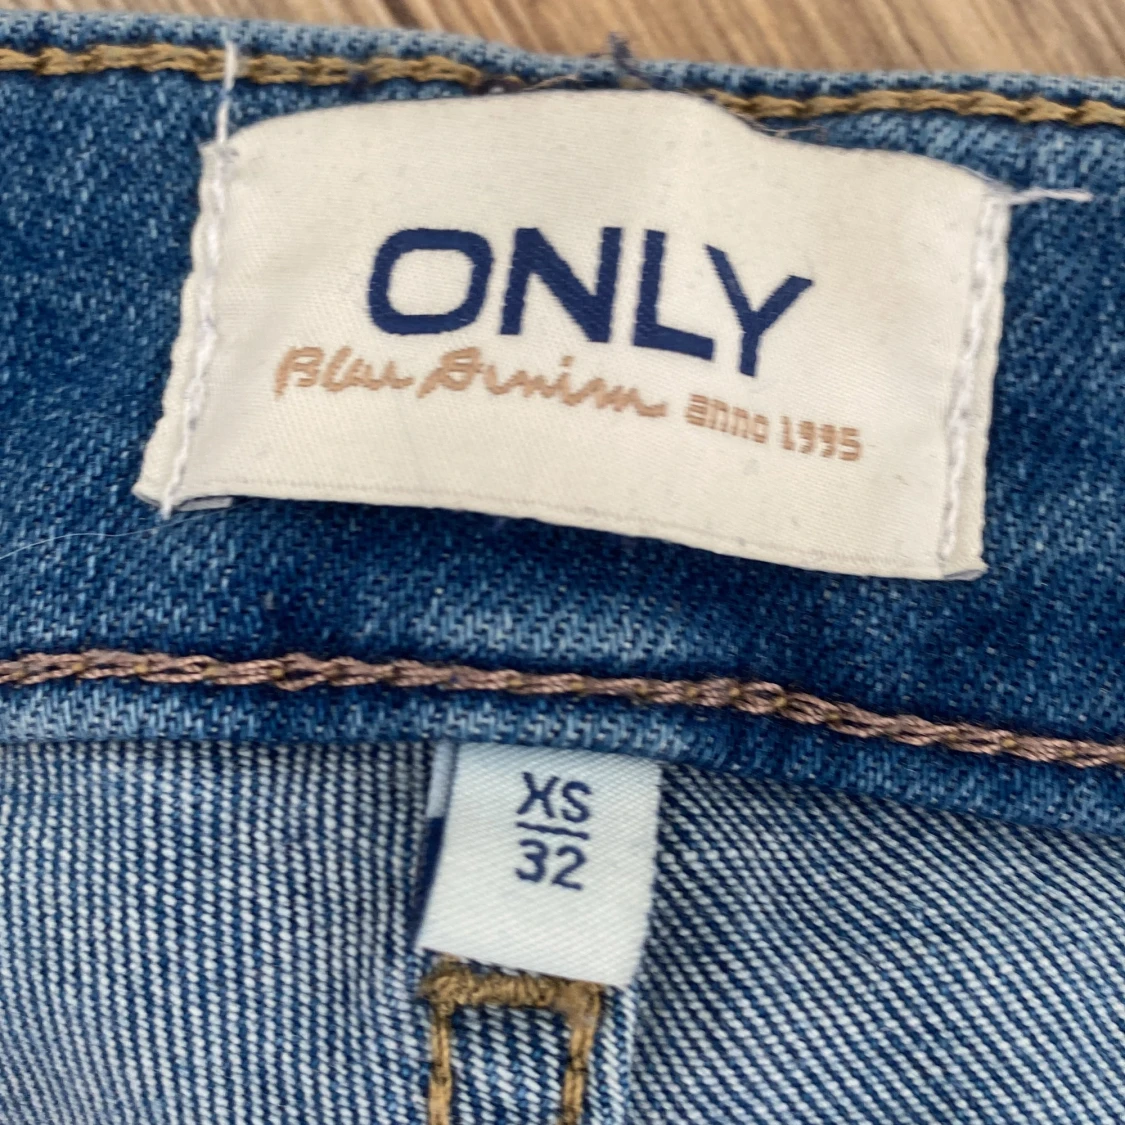 ONLY
Blue Denim anno 1995
XS
32